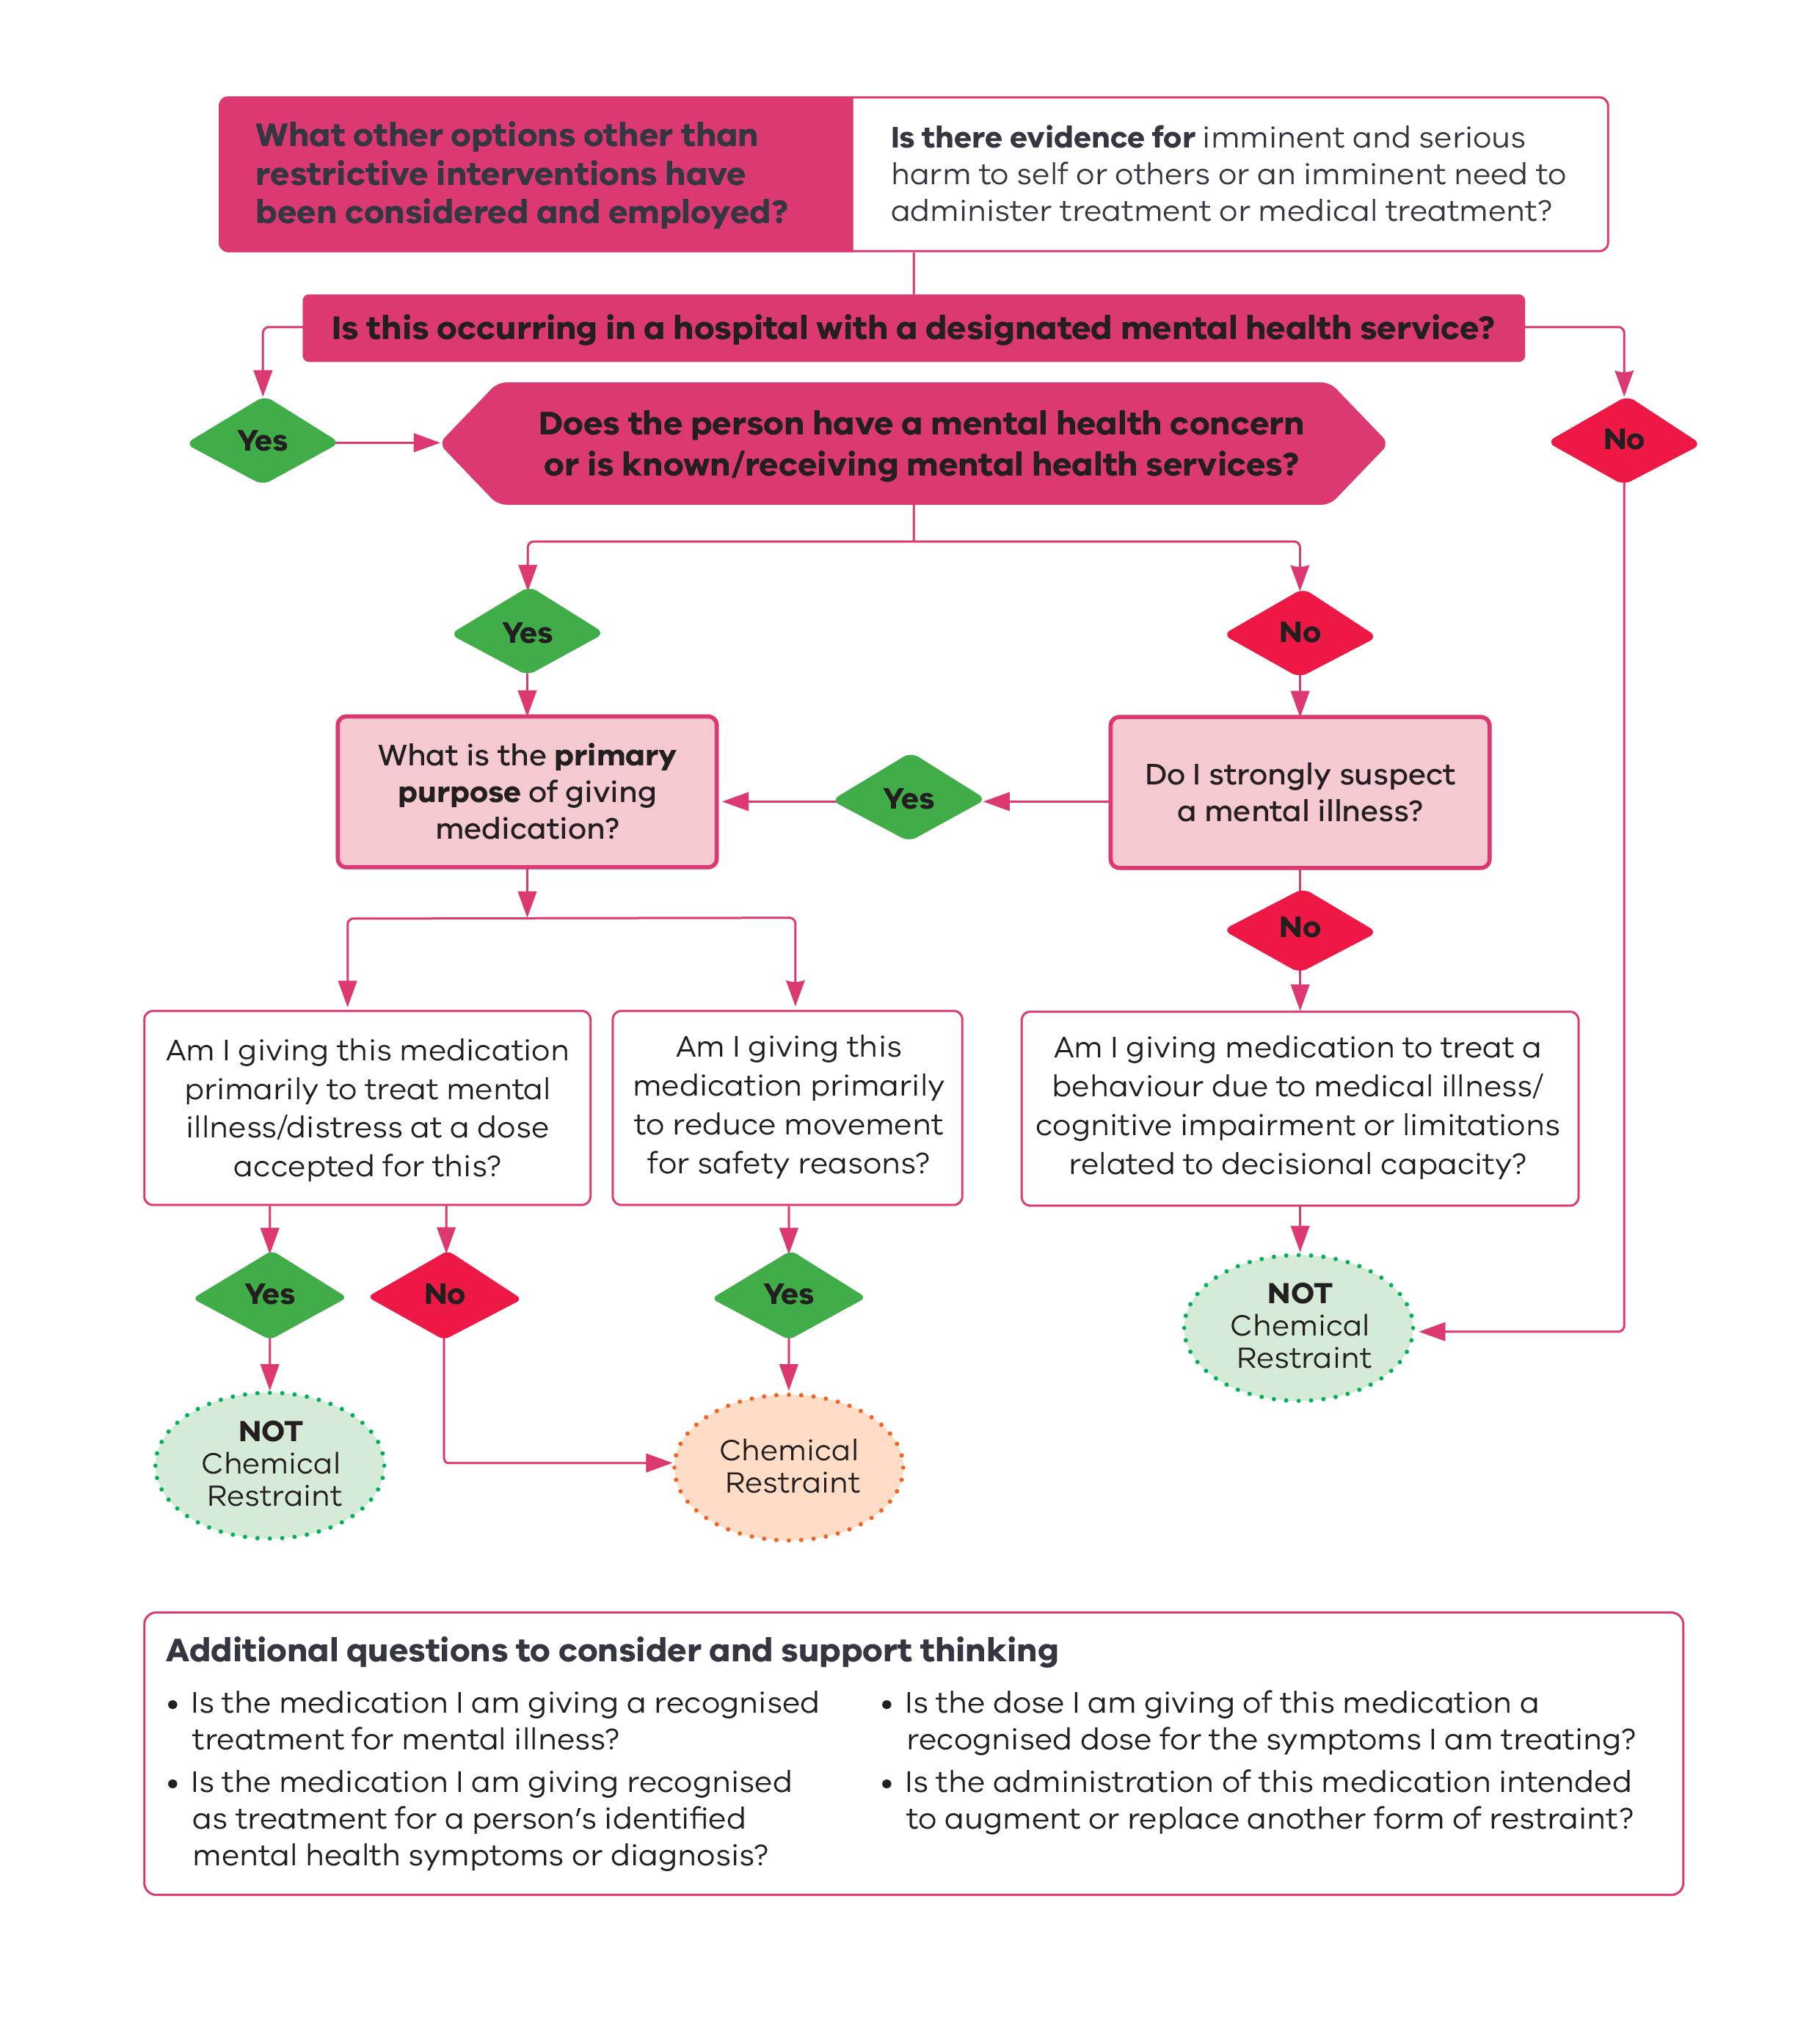 What other options other than
restrictive interventions have
been considered and employed?
Is there evidence for imminent and serious
harm to self or others or an imminent need to
administer treatment or medical treatment?
Is this occurring in a hospital with a designated mental health service?
Yes
Does the person have a mental health concern
or is known/receiving mental health services?
No
Yes
No
What is the primary
purpose of giving
medication?
Yes
Do I strongly suspect
a mental illness?
No
Am I giving this medication
primarily to treat mental
illness/distress at a dose
accepted for this?
Am I giving this
medication primarily
to reduce movement
for safety reasons?
Am I giving medication to treat a
behaviour due to medical illness/
cognitive impairment or limitations
related to decisional capacity?
Yes
No
Yes
NOT
Chemical
Restraint
NOT
Chemical
Restraint
Chemical
Restraint
Additional questions to consider and support thinking
• Is the medication I am giving a recognised
treatment for mental illness?
• Is the medication I am giving recognised
as treatment for a person’s identified
mental health symptoms or diagnosis?
• Is the dose I am giving of this medication a
recognised dose for the symptoms I am treating?
• Is the administration of this medication intended
to augment or replace another form of restraint?